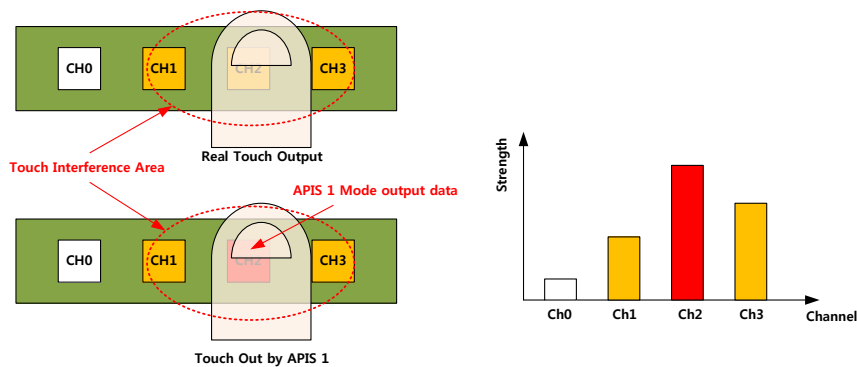 CH0 CH1 CH2 CH3
Real Touch Output
Touch Interference Area
APIS 1 Mode output data
CH0 CH1 CH2 CH3
Touch Out by APIS 1
Strength
Ch0 Ch1 Ch2 Ch3
Channel